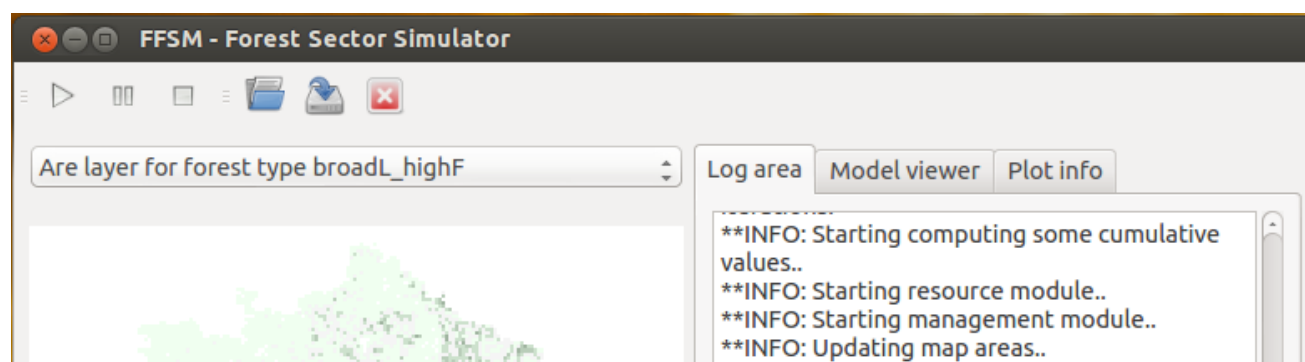 FFSM - Forest Sector Simulator
Are layer for forest type broadL_highF
Log area
Model viewer
Plot info
**INFO: Starting computing some cumulative
values..
**INFO: Starting resource module..
**INFO: Starting management module..
**INFO: Updating map areas..